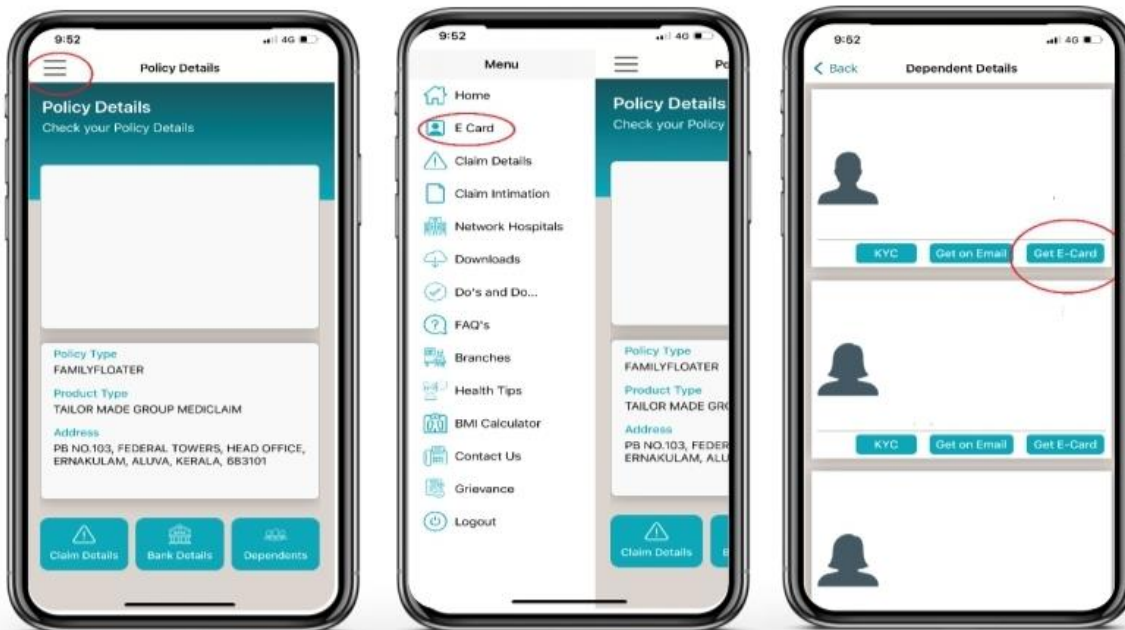 9:52
4G
Policy Details
Policy Details
Check your Policy Details
Policy Type
FAMILYFLOATER
Product Type
TAILOR MADE GROUP MEDICLAIM
Address
PB NO.103, FEDERAL TOWERS, HEAD OFFICE,
ERNAKULAM, ALUVA, KERALA, 683101
Claim Details
Bank Details
Dependents
9:52
4G
Menu
Home
E Card
Claim Details
Claim Intimation
Network Hospitals
Downloads
Do's and Do...
FAQ's
Branches
Health Tips
BMI Calculator
Contact Us
Grievance
Logout
Po
Policy Details
Check your Policy
Policy Type
FAMILYFLOATER
Product Type
TAILOR MADE GRO
Address
PB NO.103, FEDER
ERNAKULAM, ALU
Claim Details
B
9:52
4G
Back
Dependent Details
KYC
Get on Email
Get E-Card
KYC
Get on Email
Get E-Card